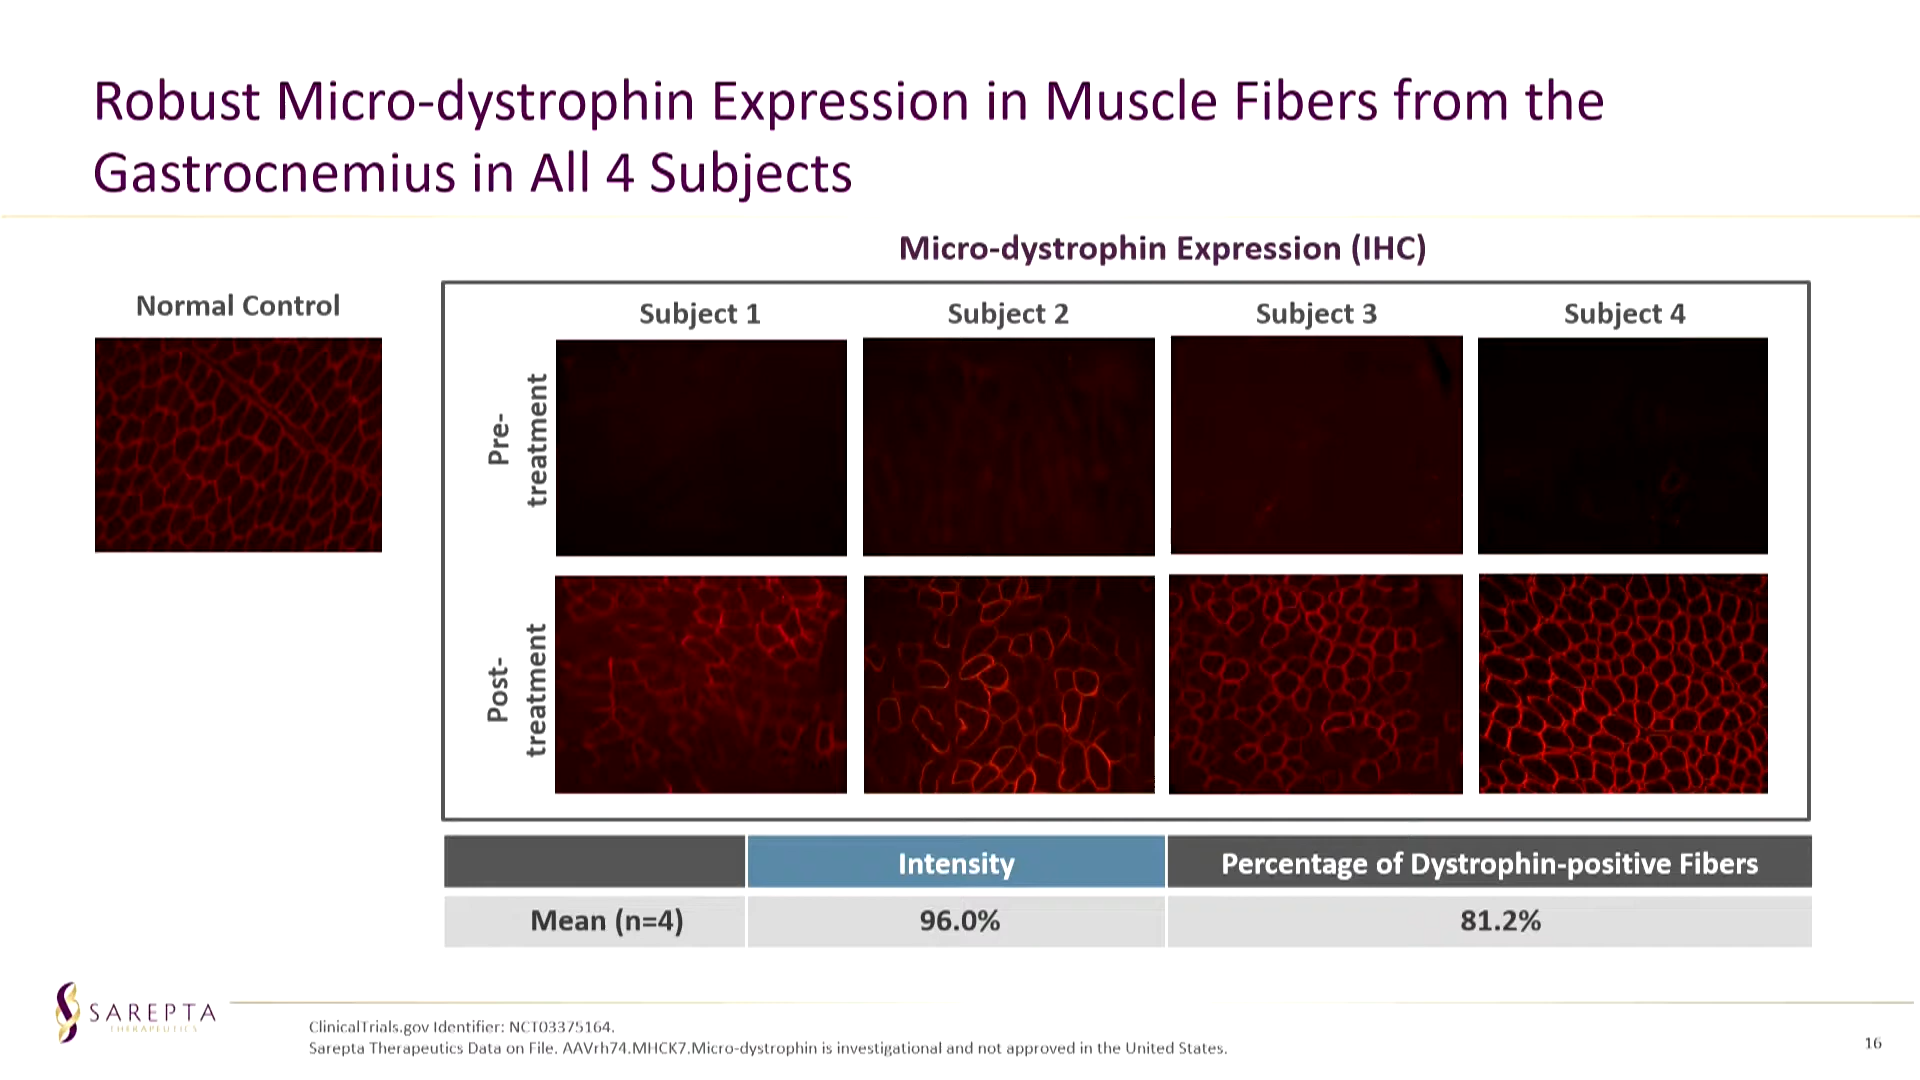 Robust Micro-dystrophin Expression in Muscle Fibers from the
Gastrocnemius in All 4 Subjects
Micro-dystrophin Expression (IHC)
Normal Control
Subject 1
Subject 2
Subject 3
Subject 4
Pre-
treatment
Post-
treatment
Intensity
Percentage of Dystrophin-positive Fibers
Mean (n=4)
96.0%
81.2%
SAREPTA
THERAPEUTICS
ClinicalTrials.gov Identifier: NCT03375164.
Sarepta Therapeutics Data on File. AAVrh74.MHCK7.Micro-dystrophin is investigational and not approved in the United States.
16